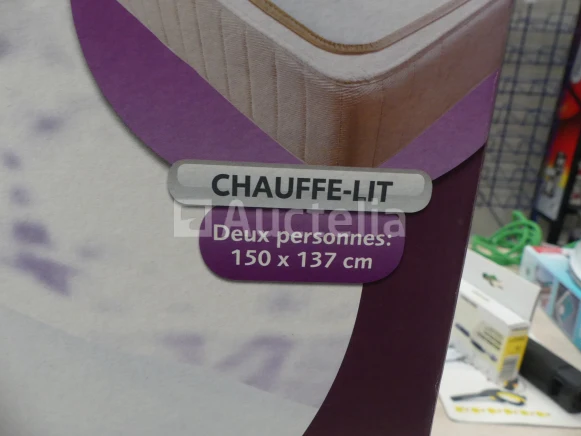 CHAUFFE-LIT
Auctelia
Deux personnes:
150 x 137 cm